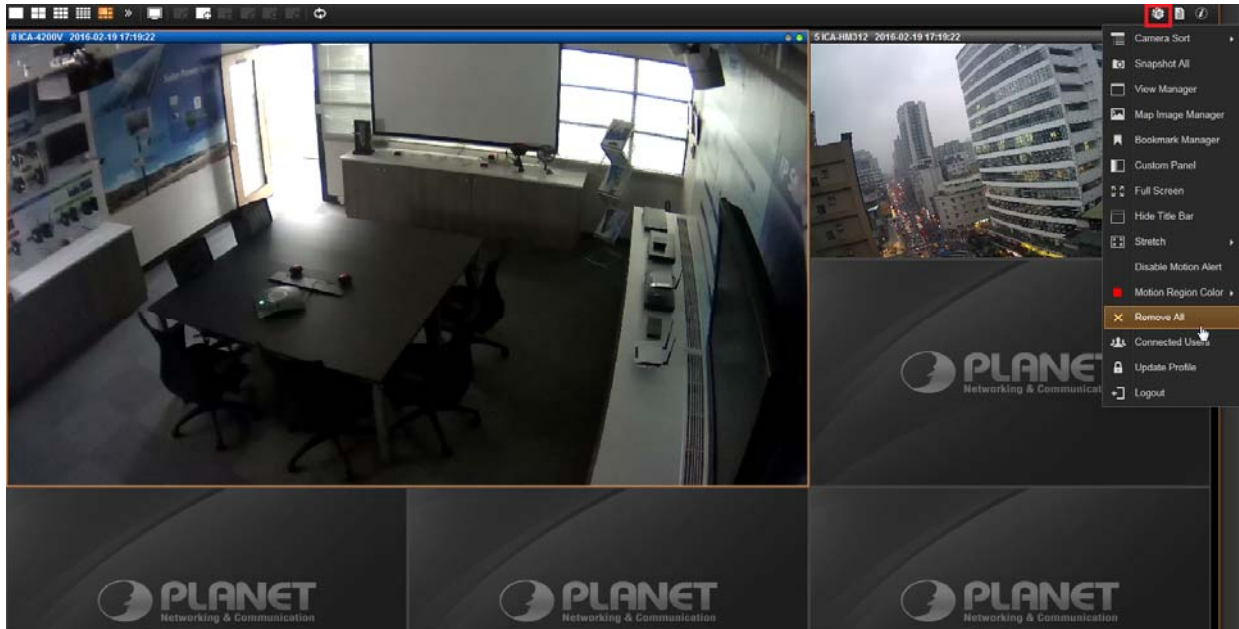 »
8 ICA-4200V 2016-02-19 17:19:22
5 ICA-HM312 2016-02-19 17:19:22
Camera Sort
Snapshot All
View Manager
Map Image Manager
Bookmark Manager
Custom Panel
Full Screen
Hide Title Bar
Stretch
Disable Motion Alert
Motion Region Color
Remove All
Connected Users
Update Profile
Logout
PLANET
Networking & Communicat
PLANET
Networking & Communication
PLANET
Networking & Communication
PLANET
Networking & Communication